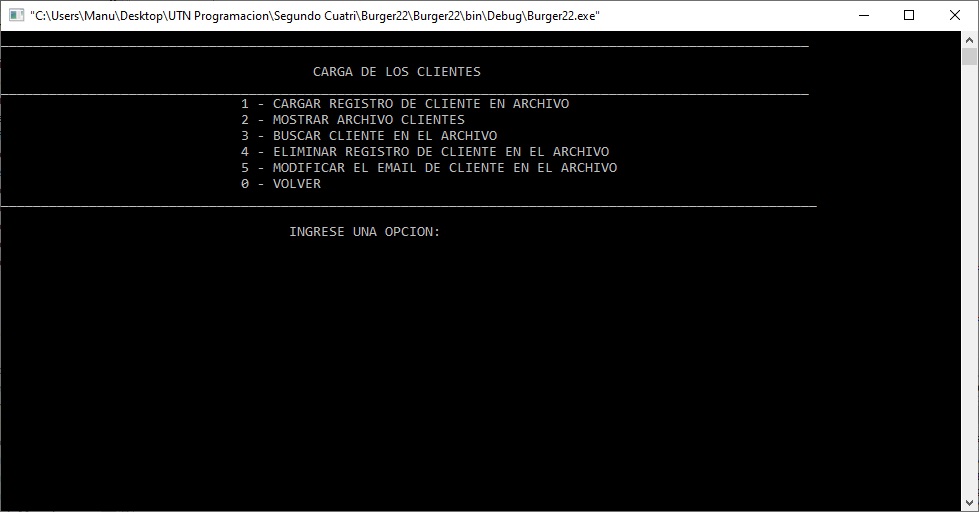 "C:\Users\Manu\Desktop\UTN Programacion\Segundo Cuatri\Burger22\Burger22\bin\Debug\Burger22.exe"
CARGA DE LOS CLIENTES
1 - CARGAR REGISTRO DE CLIENTE EN ARCHIVO
2 - MOSTRAR ARCHIVO CLIENTES
3 - BUSCAR CLIENTE EN EL ARCHIVO
4 - ELIMINAR REGISTRO DE CLIENTE EN EL ARCHIVO
5 - MODIFICAR EL EMAIL DE CLIENTE EN EL ARCHIVO
0 - VOLVER
INGRESE UNA OPCION: